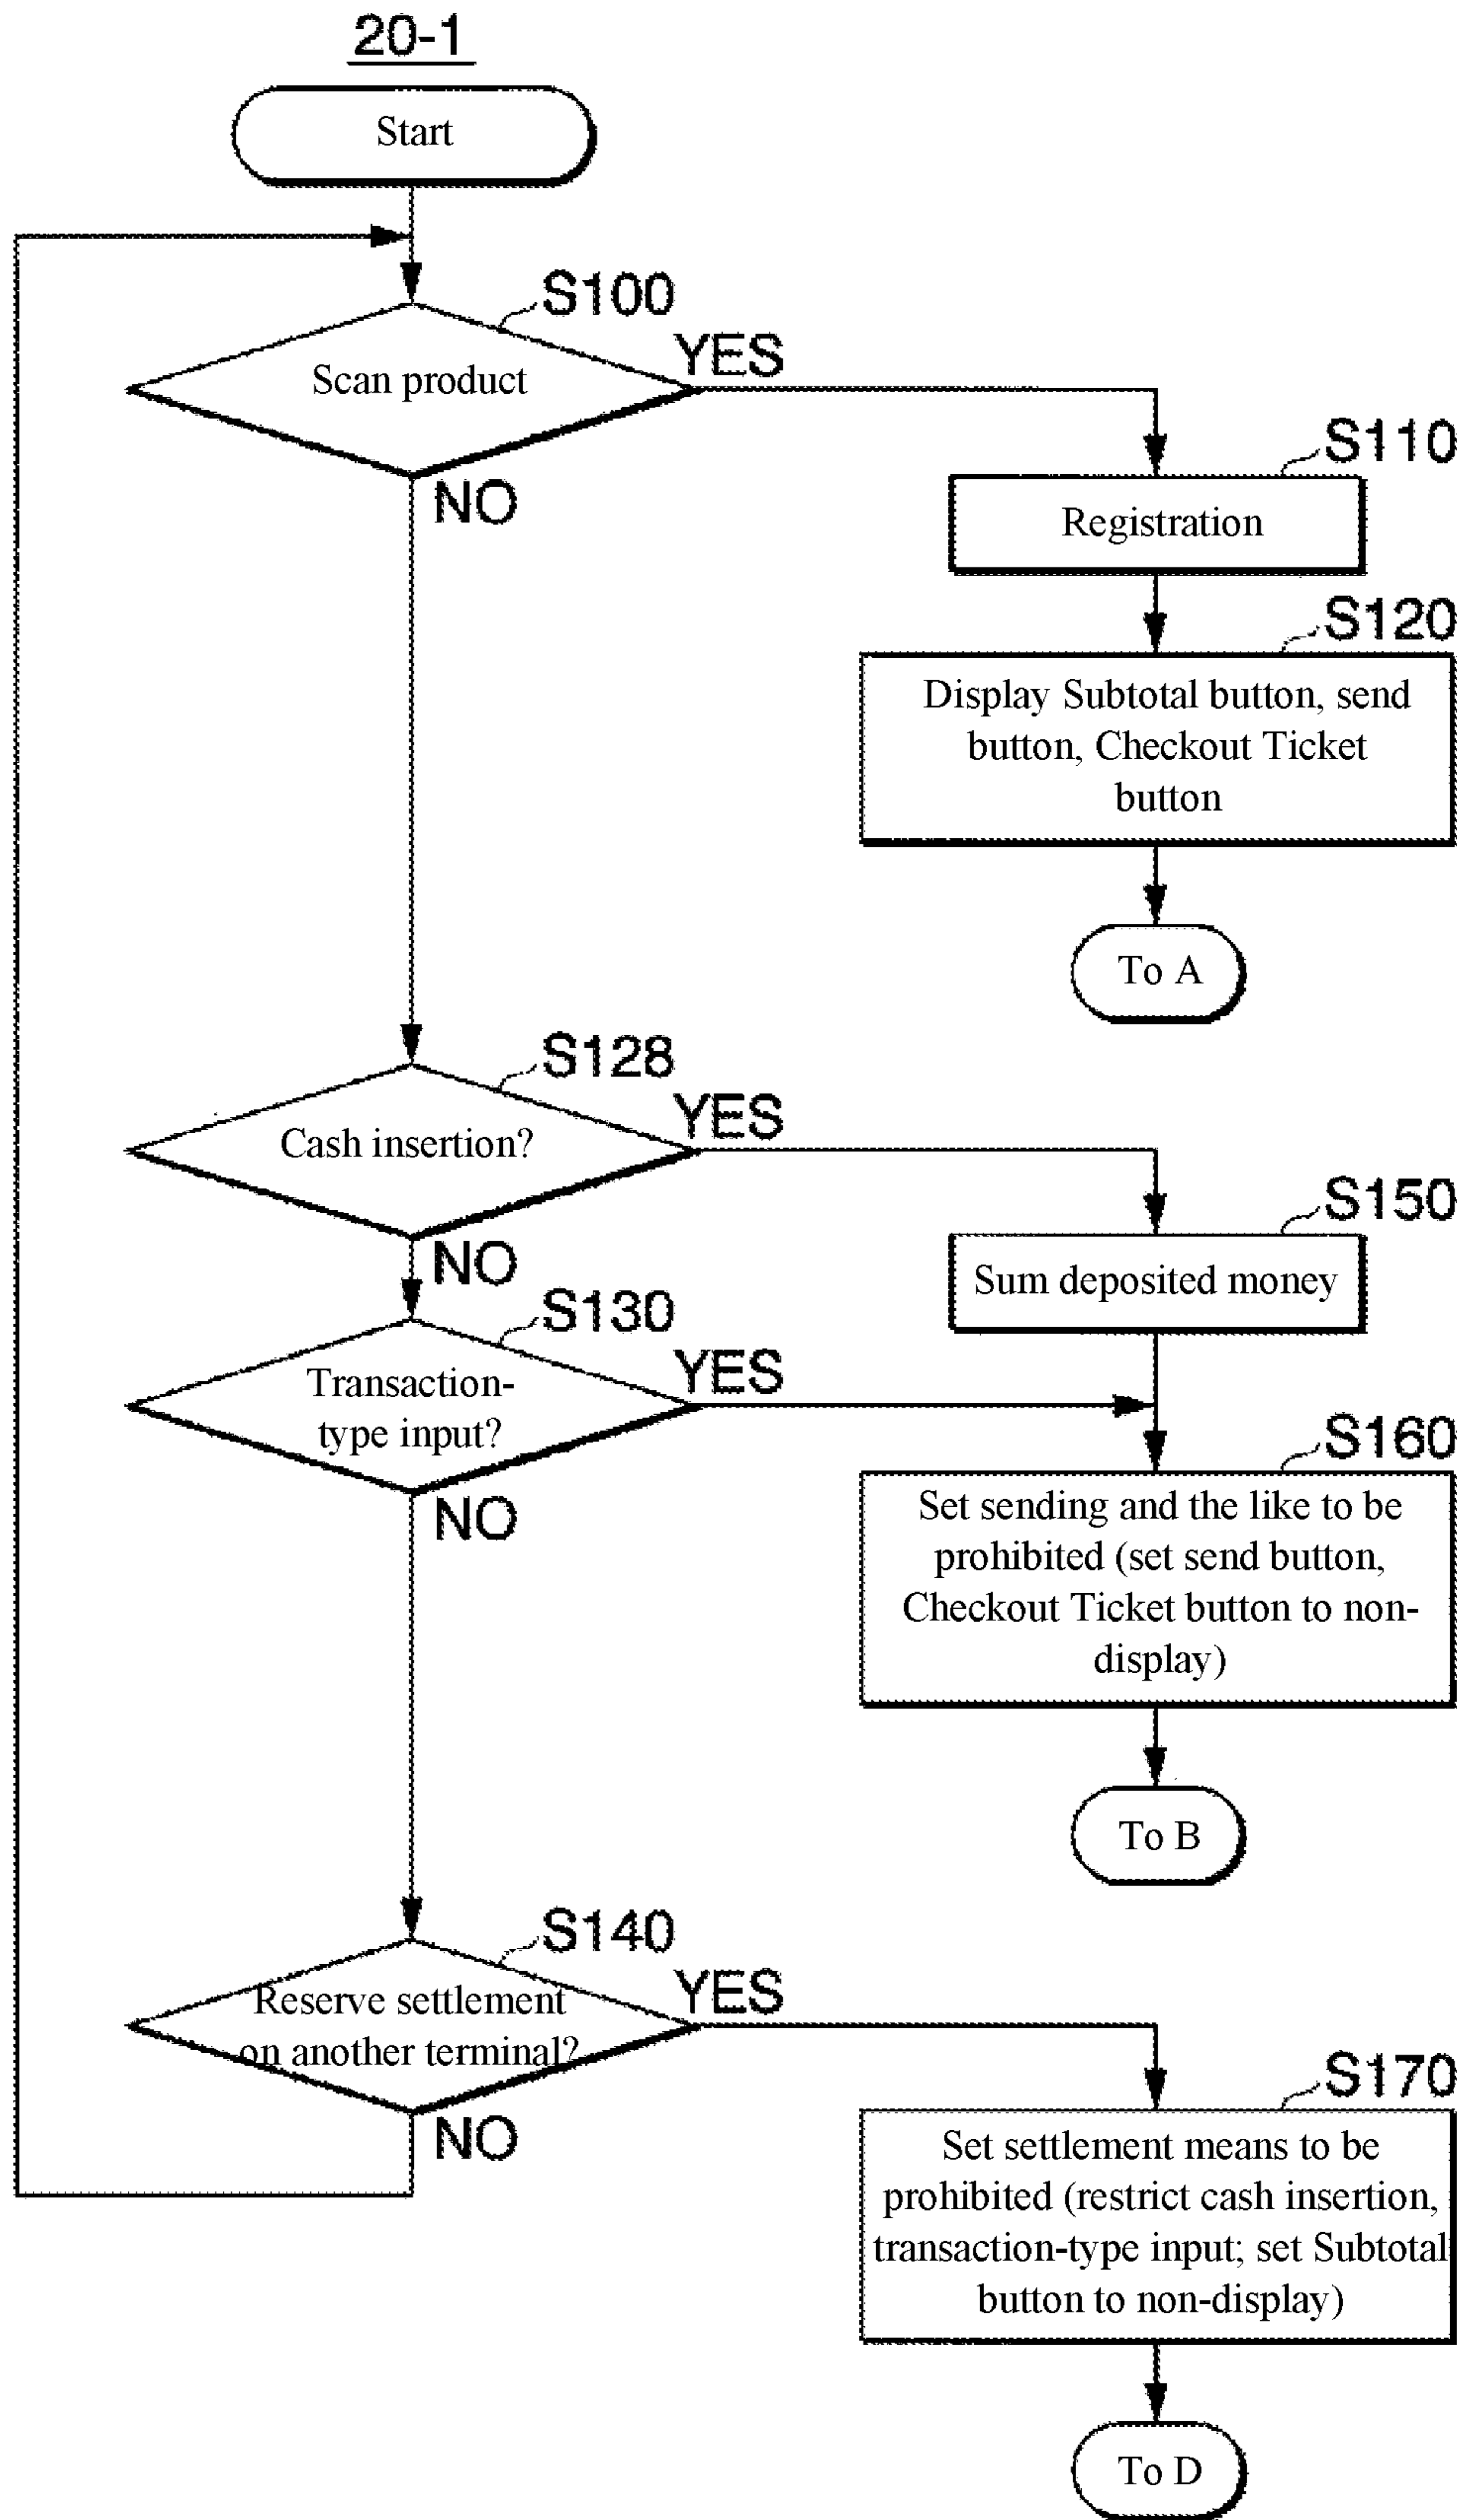 20-1
Start
S100
YES
Scan product
NO
S110
Registration
S120
Display Subtotal button, send
button, Checkout Ticket
button
To A
S128
YES
Cash insertion?
NO
S150
Sum deposited money
S130
YES
Transaction-
type input?
NO
S160
Set sending and the like to be
prohibited (set send button,
Checkout Ticket button to non-
display)
To B
S140
YES
Reserve settlement
on another terminal?
NO
S170
Set settlement means to be
prohibited (restrict cash insertion,
transaction-type input; set Subtotal
button to non-display)
To D